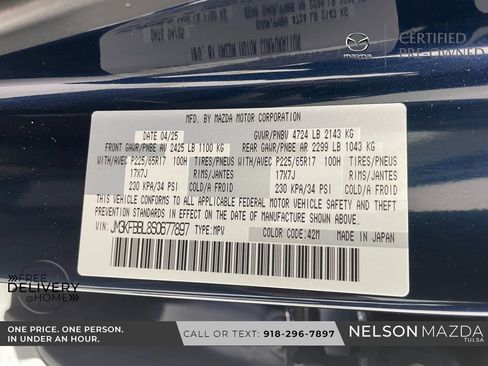 mazda
CERTIFIED
PRE-OWNED
MFD. BY MAZDA MOTOR CORPORATION
DATE 04/25
GVWR/PNBV 4724 LB 2143 KG
FRONT GAWR/PNBE AV 2425 LB 1100 KG
REAR GAWR/PNBE AR 2299 LB 1043 KG
WITH/AVEC P225/65R17 100H TIRES/PNEUS
WITH/AVEC P225/65R17 100H TIRES/PNEUS
17X7J RIMS/JANTES
17X7J RIMS/JANTES
230 KPA/34 PSI COLD/A FROID
230 KPA/34 PSI COLD/A FROID
THIS VEHICLE CONFORMS TO ALL APPLICABLE FEDERAL MOTOR VEHICLE SAFETY AND THEFT
PREVENTION STANDARDS IN EFFECT ON THE DATE OF MANUFACTURE SHOWN ABOVE.
VIN: JM3KFBBL8S0677897 TYPE:MPV
COLOR CODE: 42M MADE IN JAPAN
FREE
DELIVERY
@HOME
ONE PRICE. ONE PERSON.
IN UNDER AN HOUR.
CALL OR TEXT: 918-296-7897
NELSON MAZDA
TULSA